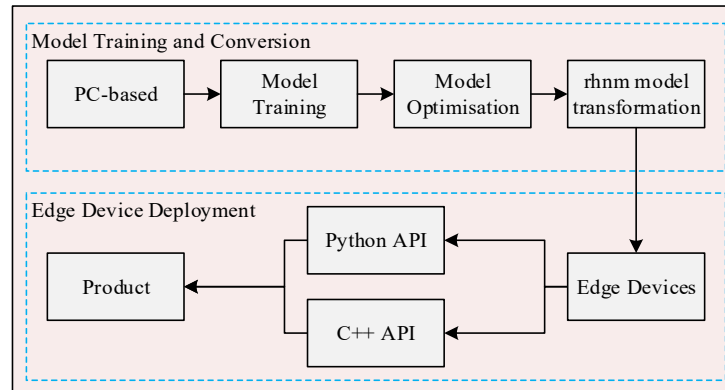 Model Training and Conversion
PC-based
Model
Training
Model
Optimisation
rhnm model
transformation
Edge Device Deployment
Python API
Product
Edge Devices
C++ API